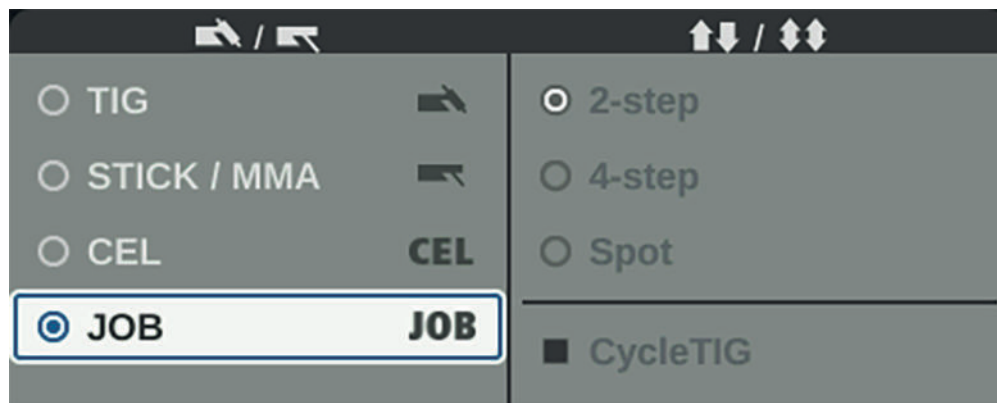 /
/
TIG
STICK / MMA
CEL CEL
JOB JOB
2-step
4-step
Spot
CycleTIG